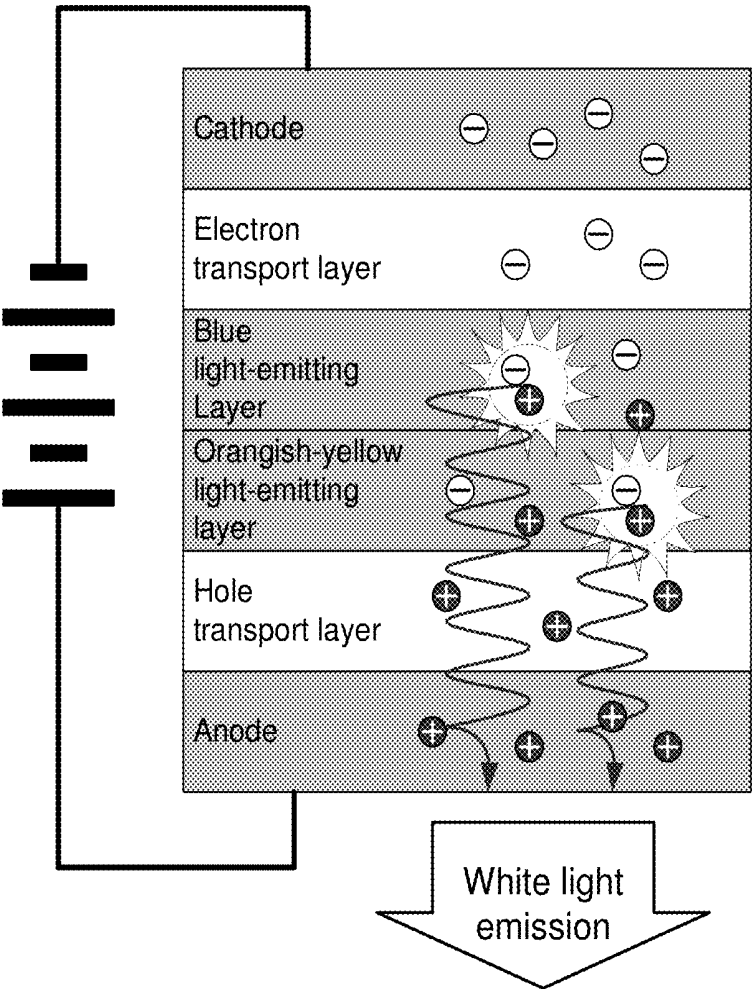 Cathode
Electron
transport layer
Blue
light-emitting
Layer
Orangish-yellow
light-emitting
layer
Hole
transport layer
Anode
White light
emission